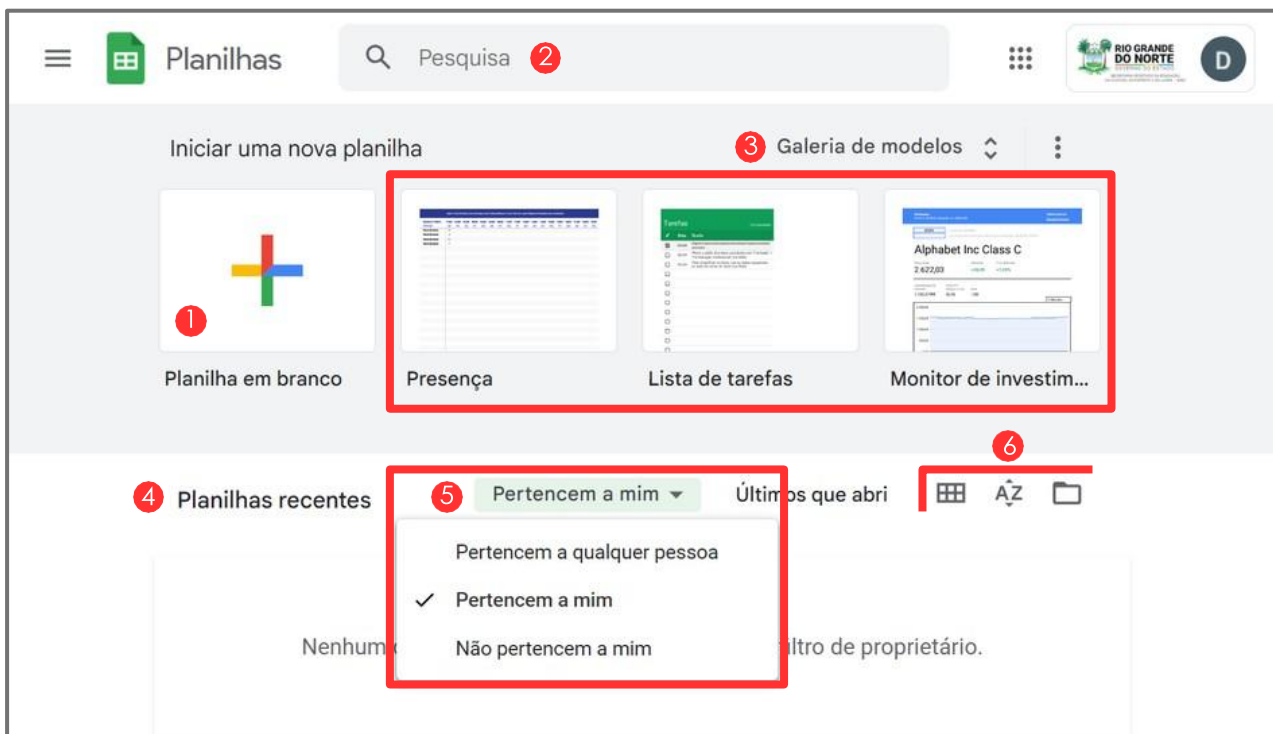 Planilhas
Pesquisa 2
RIO GRANDE
DO NORTE
D
Iniciar uma nova planilha
3 Galeria de modelos
1
Tarefas
Alphabet Inc Class C
2.622,03
Planilha em branco
Presença
Lista de tarefas
Monitor de investim...
6
4 Planilhas recentes
5 Pertencem a mim
Últimos que abri
AZ
Pertencem a qualquer pessoa
✓ Pertencem a mim
Nenhum
Não pertencem a mim
iltro de proprietário.